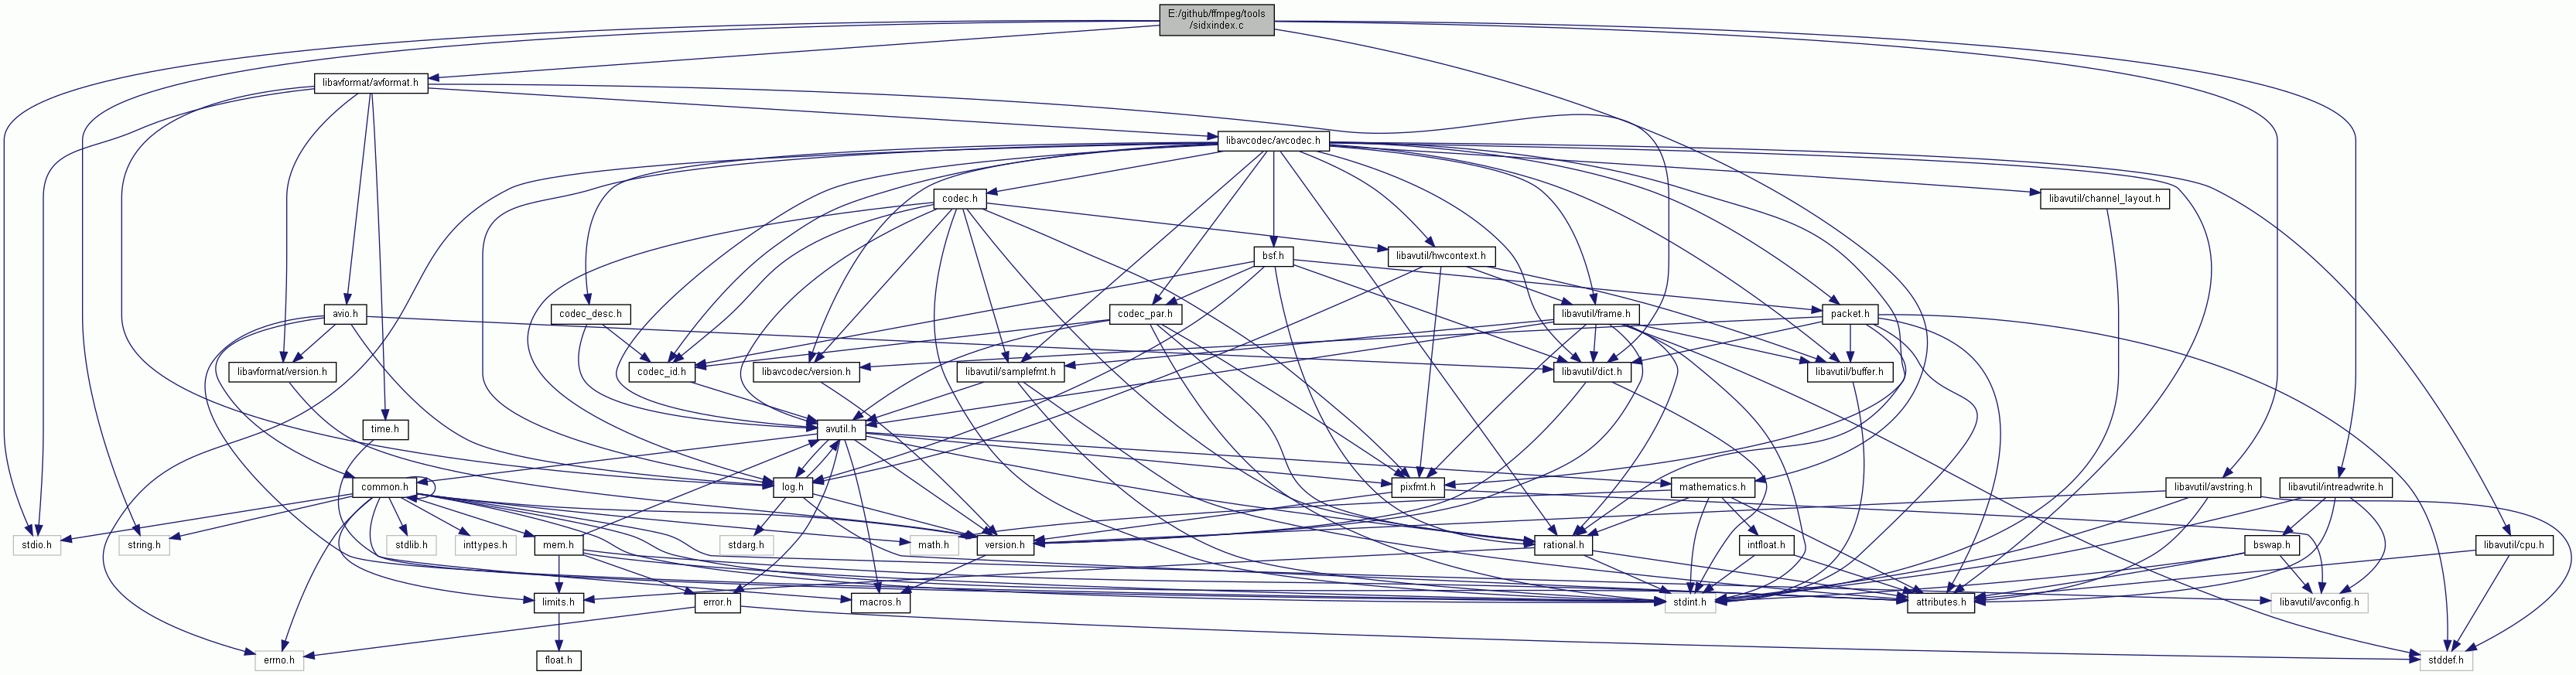 E:/github/ffmpeg/tools
/sidxindex.c
libavformat/avformat.h
libavcodec/avcodec.h
codec.h
libavutil/channel_layout.h
bsf.h
libavutil/hwcontext.h
avio.h
codec_desc.h
codec_par.h
libavutil/frame.h
packet.h
libavformat/version.h
codec_id.h
libavcodec/version.h
libavutil/samplefmt.h
libavutil/dict.h
libavutil/buffer.h
time.h
avutil.h
common.h
log.h
pixfmt.h
mathematics.h
libavutil/avstring.h
libavutil/intreadwrite.h
stdio.h
string.h
stdlib.h
inttypes.h
mem.h
stdarg.h
math.h
version.h
rational.h
intfloat.h
bswap.h
libavutil/cpu.h
limits.h
error.h
macros.h
stdint.h
attributes.h
libavutil/avconfig.h
errno.h
float.h
stddef.h